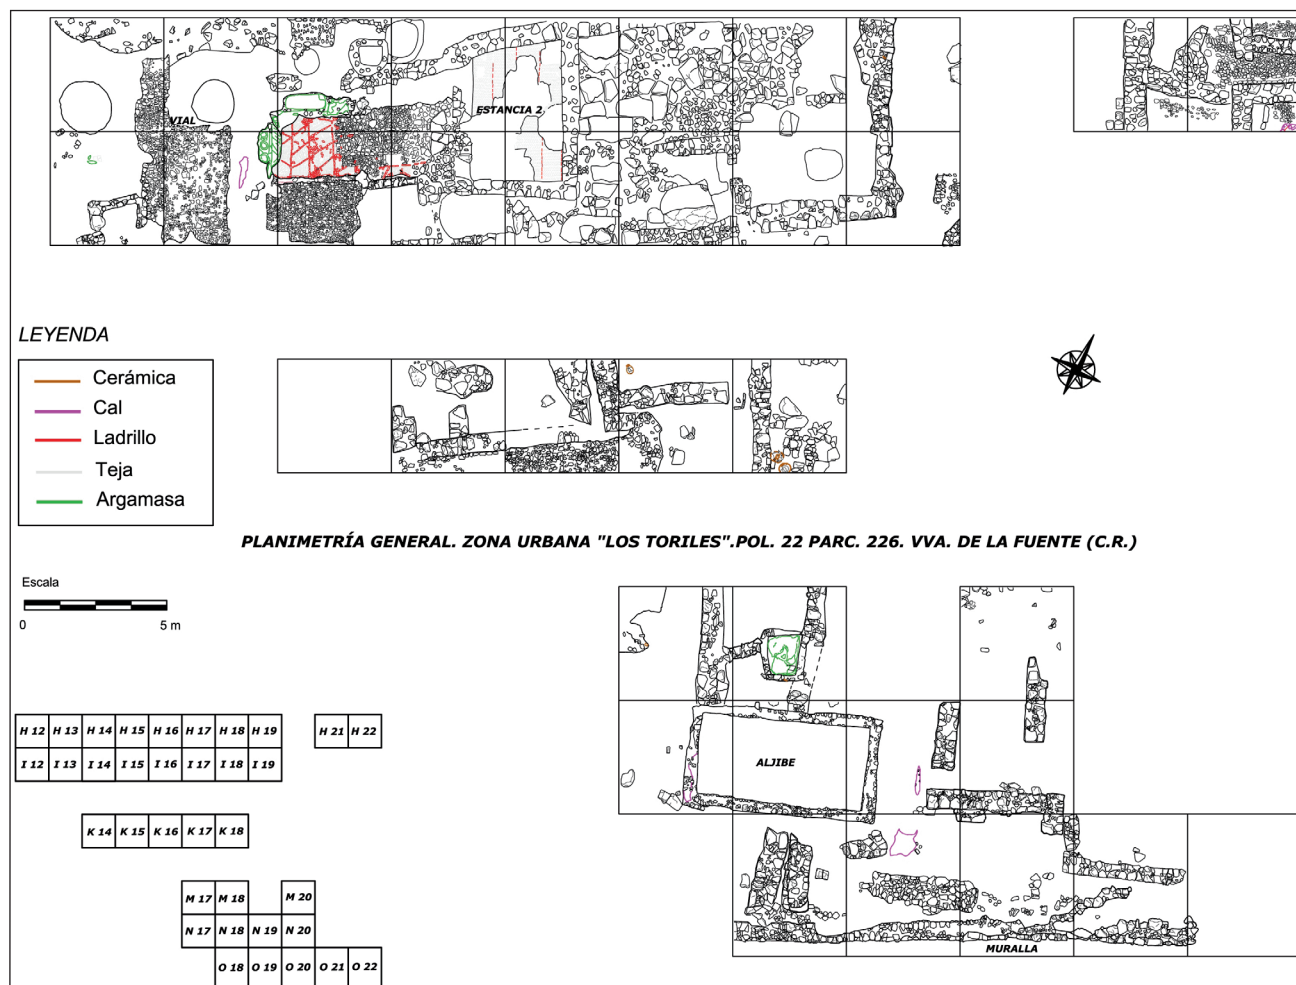 VIAL
ESTANCIA 2
LEYENDA
Cerámica
Cal
Ladrillo
Teja
Argamasa
PLANIMETRÍA GENERAL. ZONA URBANA "LOS TORILES".POL. 22 PARC. 226. VVA. DE LA FUENTE (C.R.)
Escala
0 5 m
H 12 H 13 H 14 H 15 H 16 H 17 H 18 H 19 H 21 H 22
I 12 I 13 I 14 I 15 I 16 I 17 I 18 I 19
K 14 K 15 K 16 K 17 K 18
M 17 M 18 M 20
N 17 N 18 N 19 N 20
O 18 O 19 O 20 O 21 O 22
ALJIBE
MURALLA